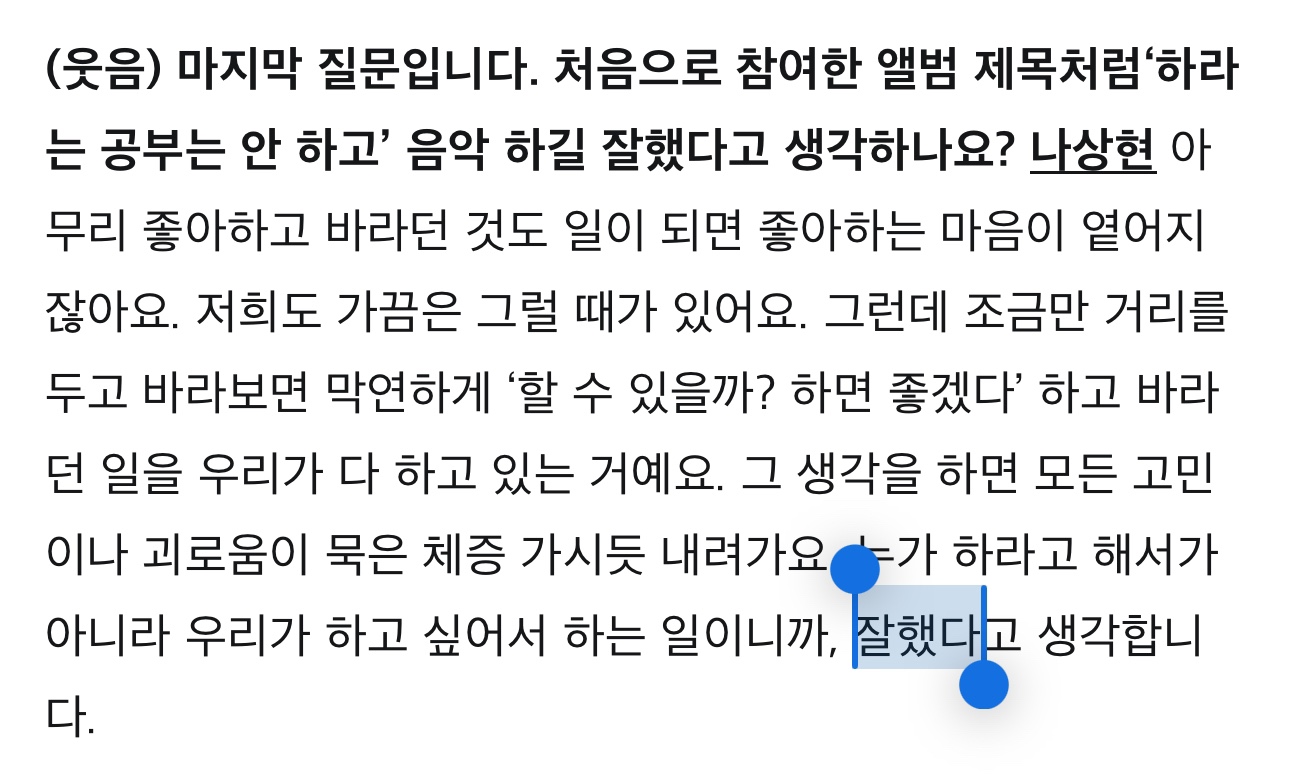 (웃음) 마지막 질문입니다. 처음으로 참여한 앨범 제목처럼‘하라
는 공부는 안 하고’ 음악 하길 잘했다고 생각하나요? 나상현 아
무리 좋아하고 바라던 것도 일이 되면 좋아하는 마음이 옅어지
잖아요. 저희도 가끔은 그럴 때가 있어요. 그런데 조금만 거리를
두고 바라보면 막연하게 ‘할 수 있을까? 하면 좋겠다’ 하고 바라
던 일을 우리가 다 하고 있는 거예요. 그 생각을 하면 모든 고민
이나 괴로움이 묵은 체증 가시듯 내려가요 하라고 해서가
아니라 우리가 하고 싶어서 하는 일이니까, 잘했다고 생각합니
다.